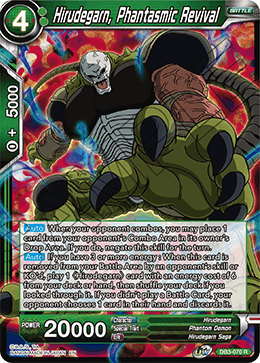 BATTLE
4
Hirudegarn, Phantasmic Revival
0 + 5000
Auto When your opponent combos, you may place 1
card from your opponent's Combo Area in its owner's
Drop Area. If you do, negate this skill for the turn.
Auto If you have 3 or more energy: When this card is
removed from your Battle Area by an opponent's skill or
KO'd, play 1 ‹Hirudegarn› card with an energy cost of 6
from your deck or hand, then shuffle your deck if you
looked through it. If you didn't play a Battle Card, your
opponent chooses 1 card in their hand and discards it.
POWER 20000
Character Hirudegarn
Special Trait Phantom Demon
Era Hirudegarn Saga
DB3-070 R